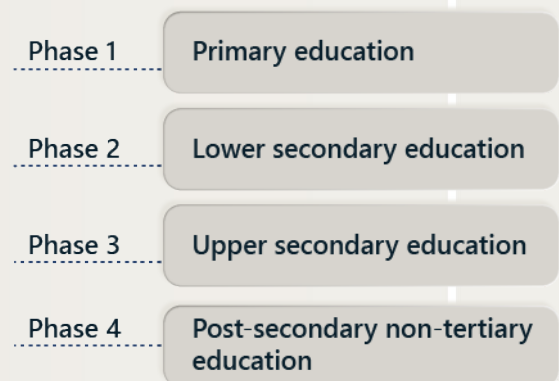 Phase 1
Primary education
Phase 2
Lower secondary education
Phase 3
Upper secondary education
Phase 4
Post-secondary non-tertiary
education